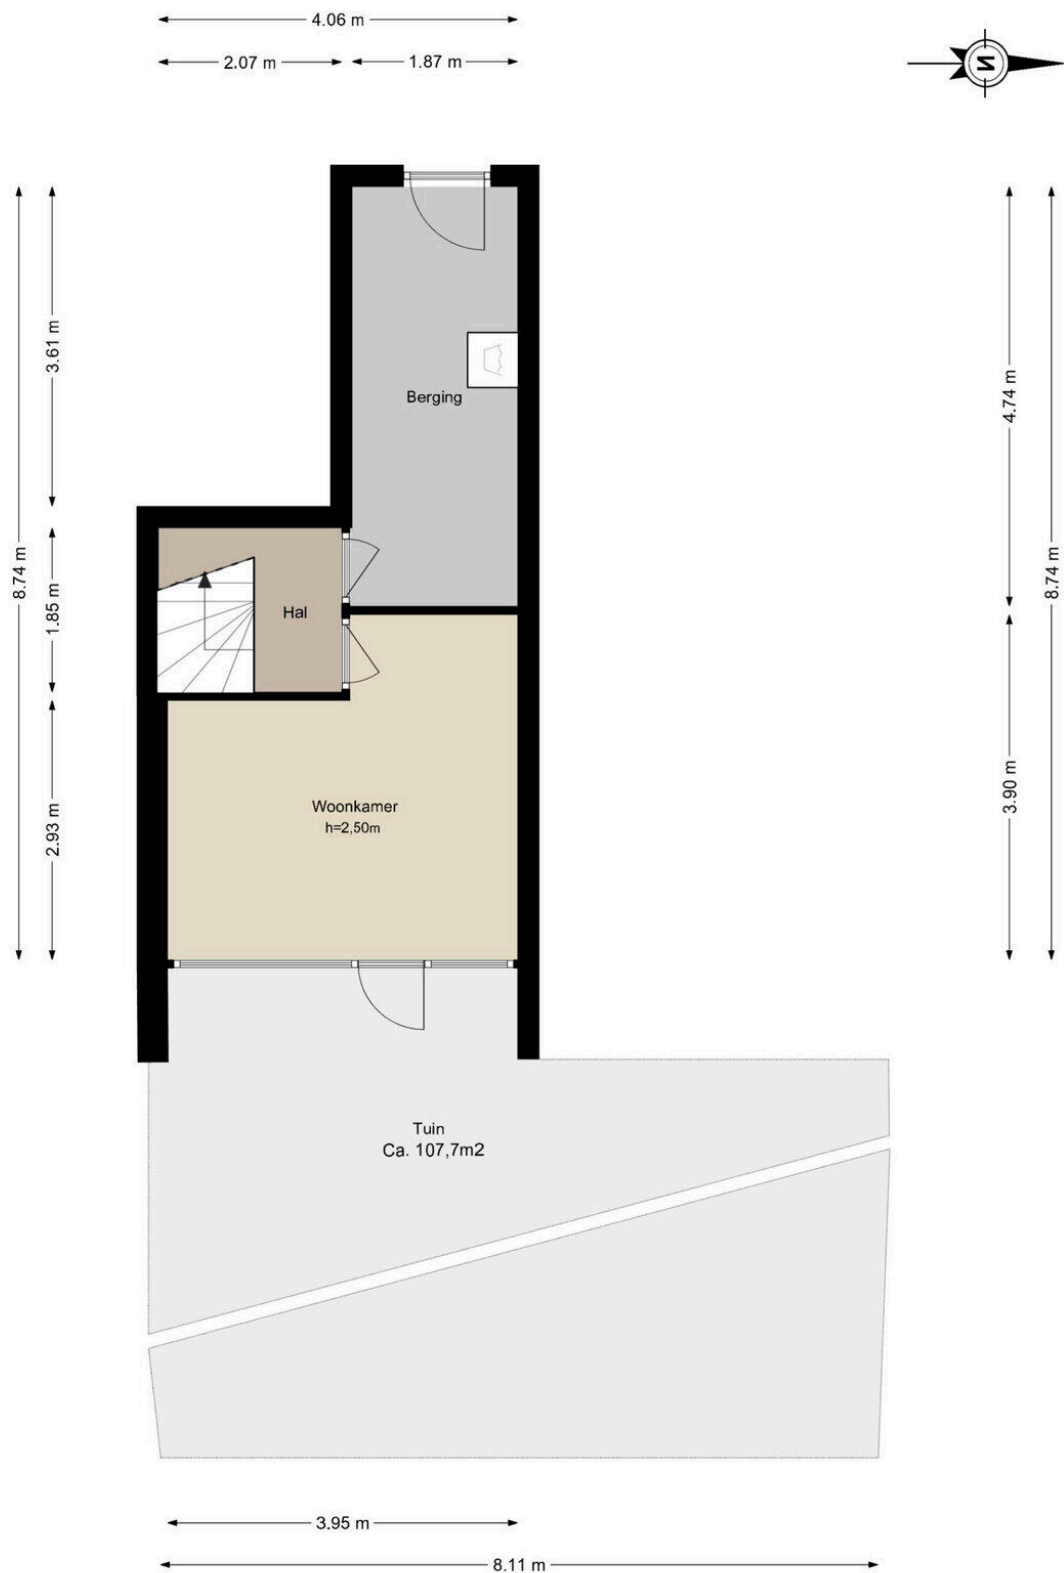 4.06 m
2.07 m
1.87 m
N
8.74 m
3.61 m
1.85 m
2.93 m
4.74 m
3.90 m
8.74 m
Berging
Hal
Woonkamer
h=2,50m
Tuin
Ca. 107,7m2
3.95 m
8.11 m